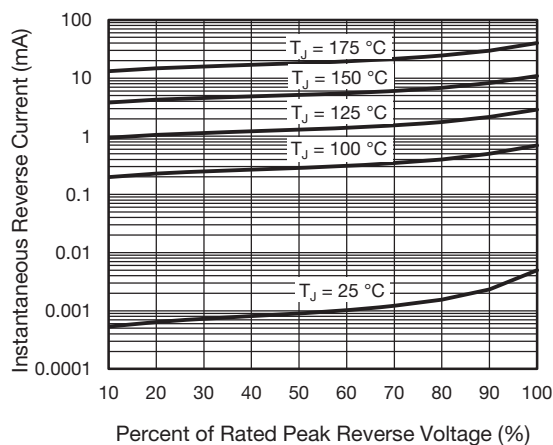 Instantaneous Reverse Current (mA)
100
10
1
0.1
0.01
0.001
0.0001
T_J = 175 °C
T_J = 150 °C
T_J = 125 °C
T_J = 100 °C
T_J = 25 °C
10 20 30 40 50 60 70 80 90 100
Percent of Rated Peak Reverse Voltage (%)